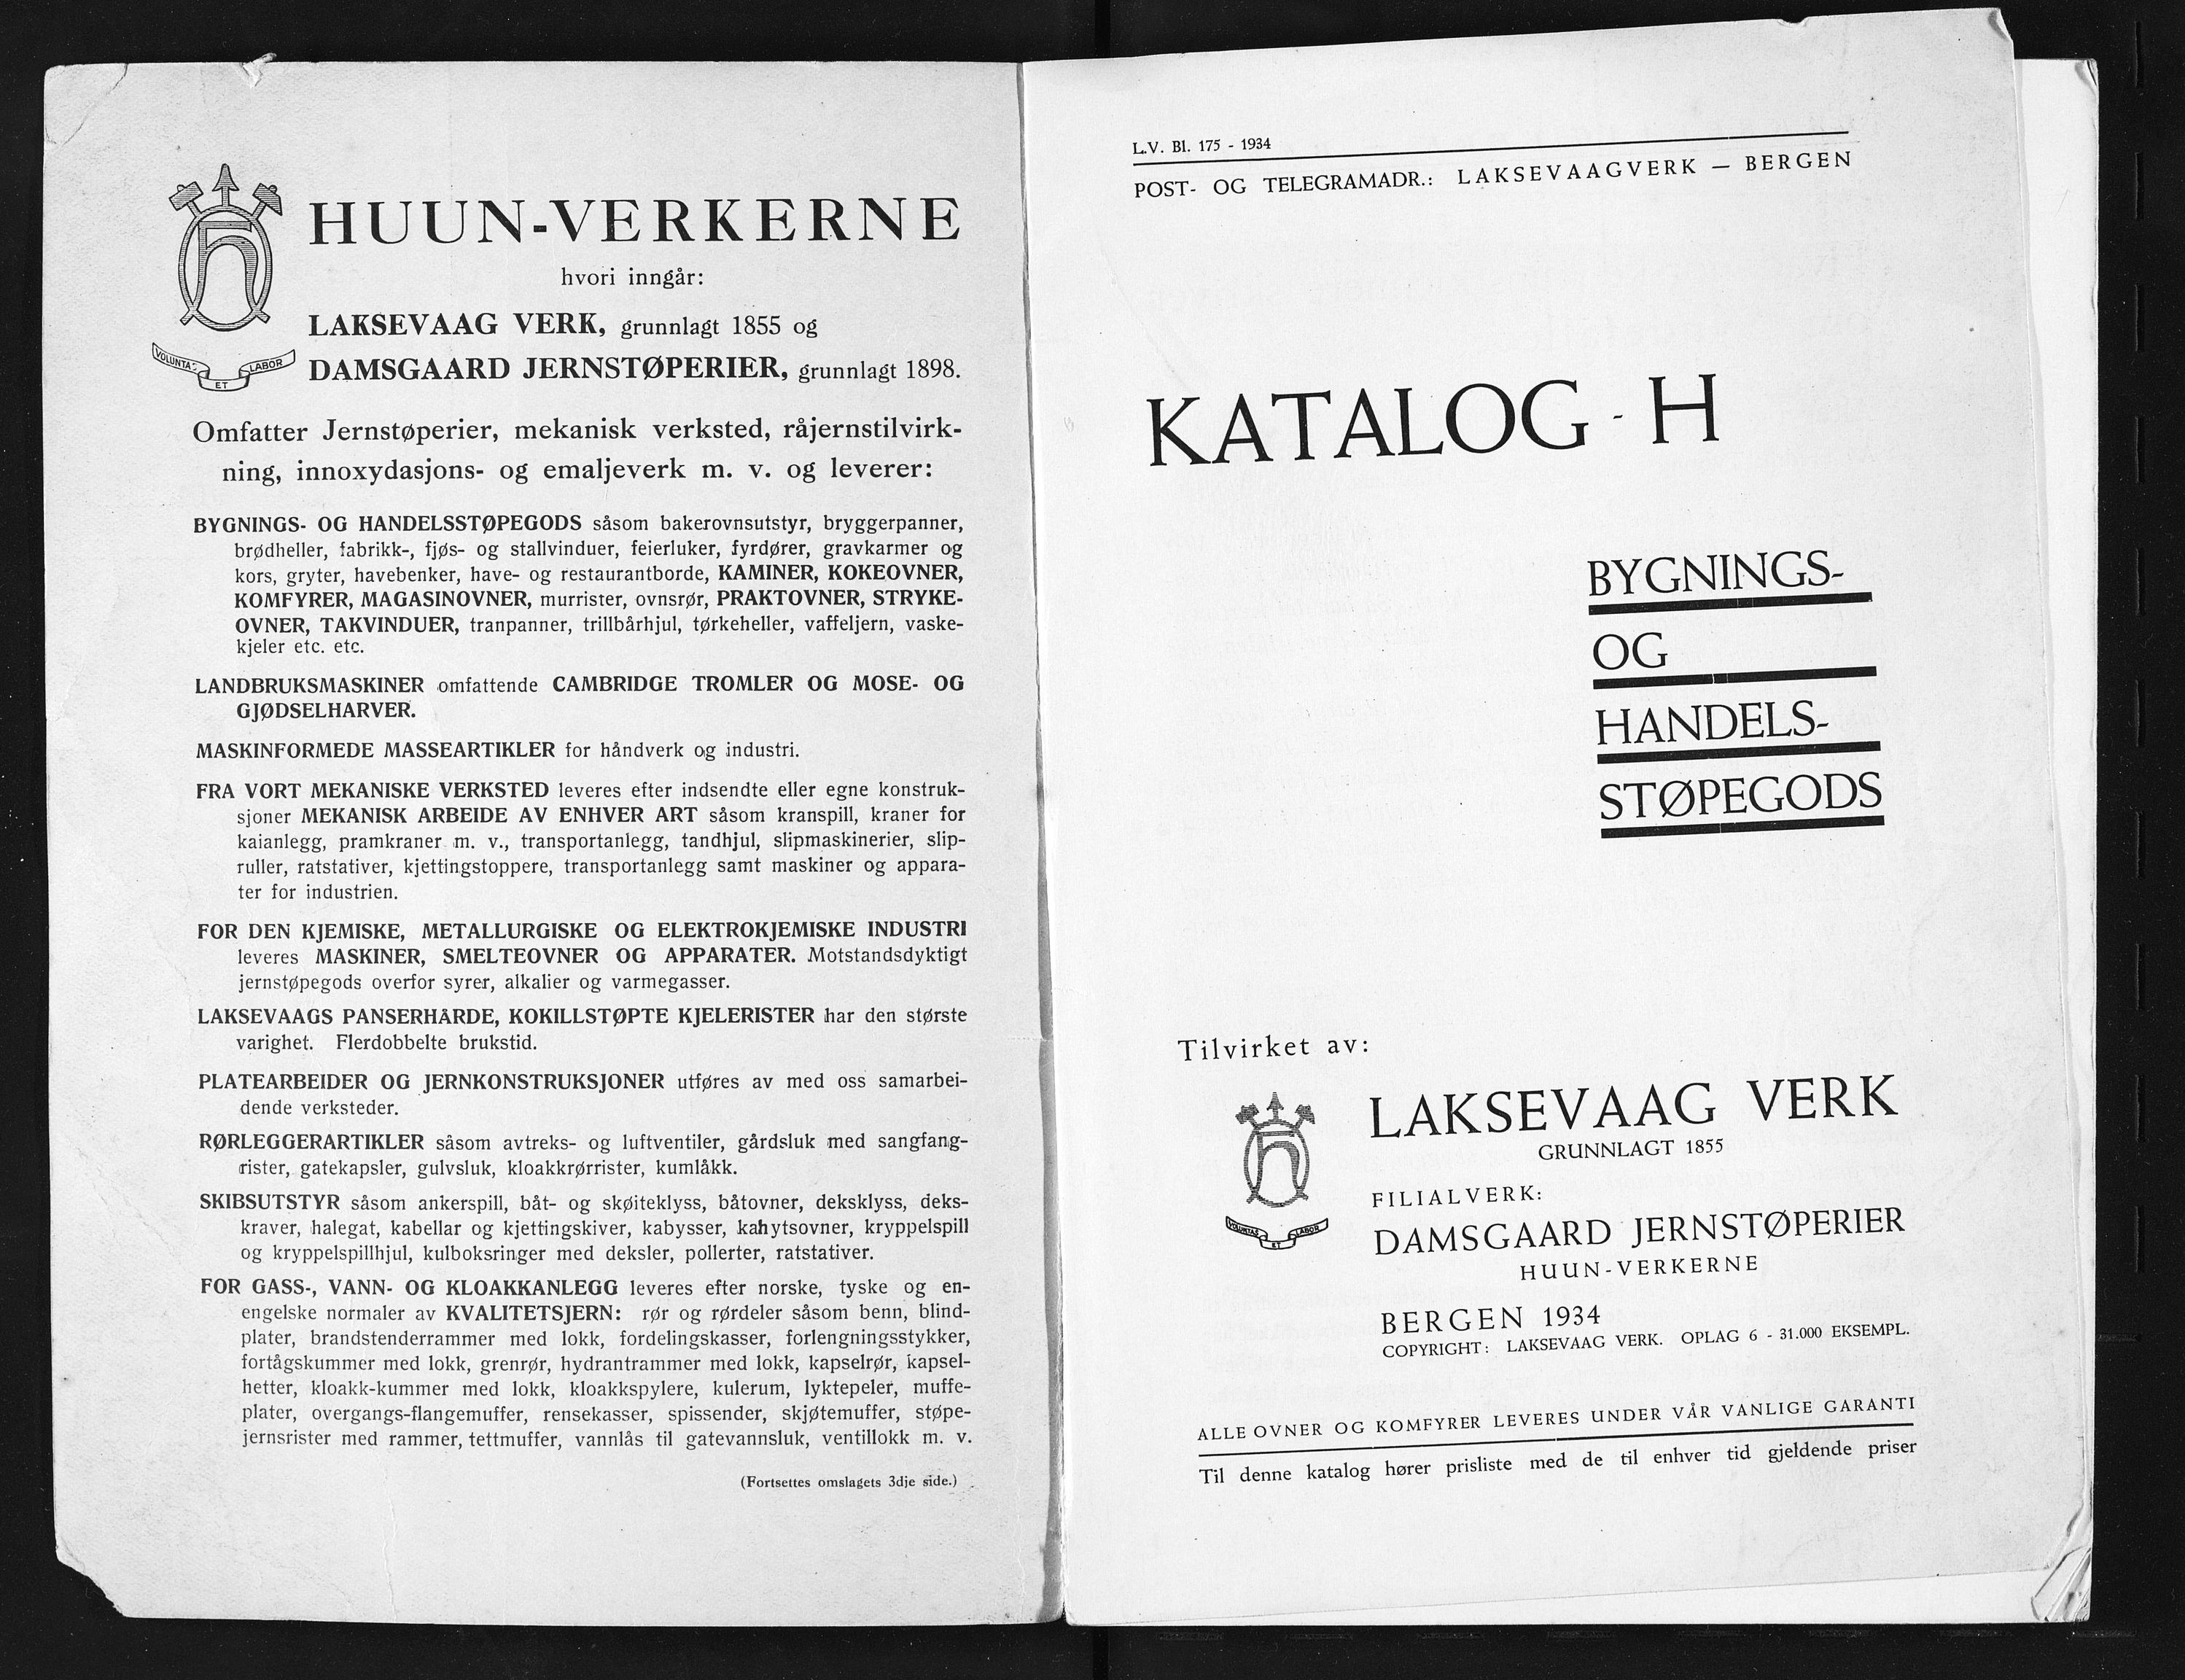 HUUN-VERKERNE
hvori inngår:
LAKSEVAAG VERK, grunnlagt 1855 og
DAMSGAARD JERNSTØPERIER, grunnlagt 1898.
VOLUNTAS
ET
LABOR
Omfatter Jernstøperier, mekanisk verksted, råjernstilvirk-
ning, innoxydasjons- og emaljeverk m. v. og leverer:
BYGNINGS- OG HANDELSSTØPEGODS såsom bakerovnsutstyr, bryggerpanner,
brødheller, fabrikk-, fjøs- og stallvinduer, feierluker, fyrdører, gravkarmer og
kors, gryter, havebenker, have- og restaurantborde, KAMINER, KOKEOVNER,
KOMFYRER, MAGASINOVNER, murrister, ovnsrør, PRAKTOVNER, STRYKE-
OVNER, TAKVINDUER, tranpanner, trillbårhjul, tørkeheller, vaffeljern, vaske-
kjeler etc. etc.
LANDBRUKSMASKINER omfattende CAMBRIDGE TROMLER OG MOSE- OG
GJØDSELHARVER.
MASKINFORMEDE MASSEARTIKLER for håndverk og industri.
FRA VORT MEKANISKE VERKSTED leveres efter indsendte eller egne konstruk-
sjoner MEKANISK ARBEIDE AV ENHVER ART såsom kranspill, kraner for
kaianlegg, pramkraner m. v., transportanlegg, tandhjul, slipmaskinerier, slip-
ruller, ratstativer, kjettingstoppere, transportanlegg samt maskiner og appara-
ter for industrien.
FOR DEN KJEMISKE, METALLURGISKE OG ELEKTROKJEMISKE INDUSTRI
leveres MASKINER, SMELTEOVNER OG APPARATER. Motstandsdyktigt
jernstøpegods overfor syrer, alkalier og varmegasser.
LAKSEVAAGS PANSERHÅRDE, KOKILLSTØPTE KJELERISTER har den største
varighet. Flerdobbelte brukstid.
PLATEARBEIDER OG JERNKONSTRUKSJONER utføres av med oss samarbei-
dende verksteder.
RØRLEGGERARTIKLER såsom avtreks- og luftventiler, gårdsluk med sangfang-
rister, gatekapsler, gulvsluk, kloakkrørrister, kumlåkk.
SKIBSUTSTYR såsom ankerspill, båt- og skøiteklyss, båtovner, deksklyss, deks-
kraver, halegat, kabellar og kjettingskiver, kabysser, kahytsovner, kryppelspill
og kryppelspillhjul, kulboksringer med deksler, pollerter, ratstativer.
FOR GASS-, VANN- OG KLOAKKANLEGG leveres efter norske, tyske og en-
engelske normaler av KVALITETSJERN: rør og rørdeler såsom benn, blind-
plater, brandstenderrammer med lokk, fordelingskasser, forlengningsstykker,
fortågskummer med lokk, grenrør, hydrantrammer med lokk, kapselrør, kapsel-
hetter, kloakk-kummer med lokk, kloakkspylere, kulerum, lyktepeler, muffe-
plater, overgangs-flangemuffer, rensekasser, spissender, skjøtemuffer, støpe-
jernsrister med rammer, tettmuffer, vannlås til gatevannsluk, ventillokk m. v.
(Fortsettes omslagets 3dje side.)
L.V. Bl. 175 - 1934
POST- OG TELEGRAMADR.: LAKSEVAAGVERK — BERGEN
KATALOG - H
BYGNINGS-
OG
HANDELS-
STØPEGODS
Tilvirket av:
LAKSEVAAG VERK
GRUNNLAGT 1855
FILIALVERK:
DAMSGAARD JERNSTØPERIER
HUUN-VERKERNE
VOLUNTAS
ET
LABOR
BERGEN 1934
COPYRIGHT: LAKSEVAAG VERK. OPLAG 6 - 31.000 EKSEMPL.
ALLE OVNER OG KOMFYRER LEVERES UNDER VÅR VANLIGE GARANTI
Til denne katalog hører prisliste med de til enhver tid gjeldende priser